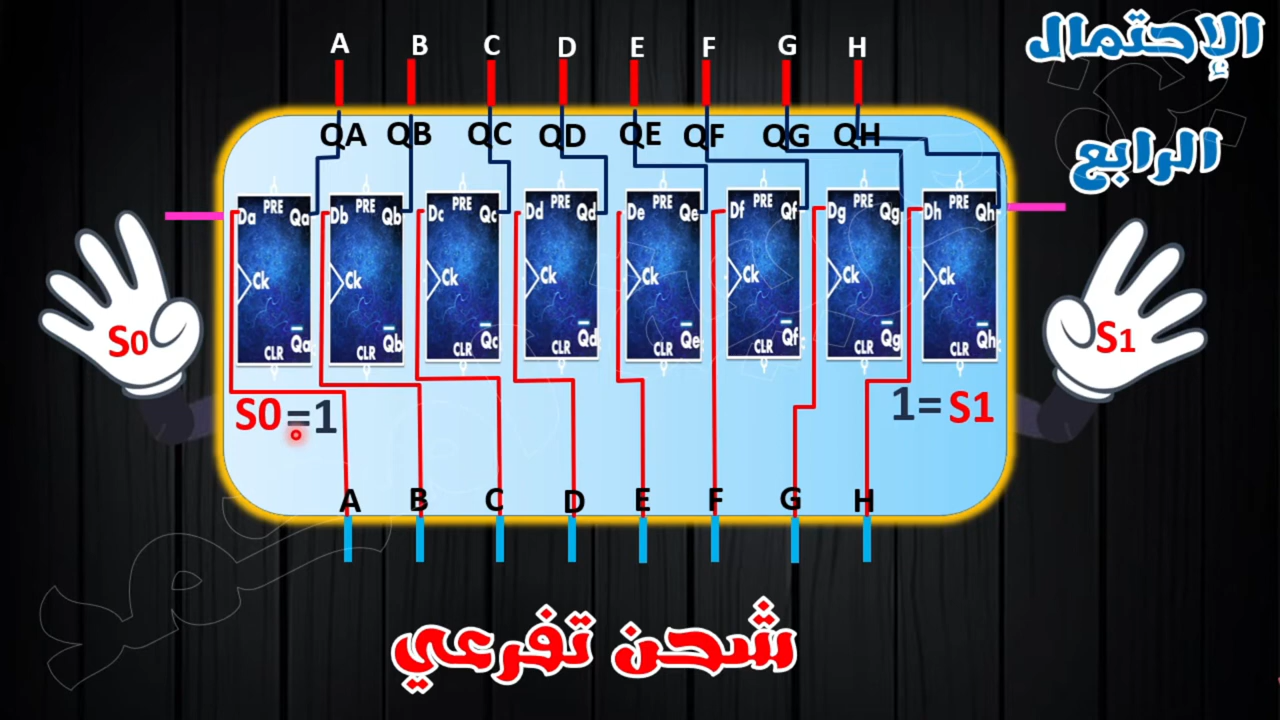 الإحتمال
الرابع
A B C D E F G H
QA QB QC QD QE QF QG QH
Da PRE Qa Db PRE Qb Dc PRE Qc Dd PRE Qd De PRE Qe Df PRE Qf Dg PRE Qg Dh PRE Qh
Ck Ck Ck Ck Ck Ck Ck Ck
CLR Qa CLR Qb CLR Qc CLR Qd CLR Qe CLR Qf CLR Qg CLR Qh
S0 S1
S0=1 1=S1
A B C D E F G H
شحن تفرعي